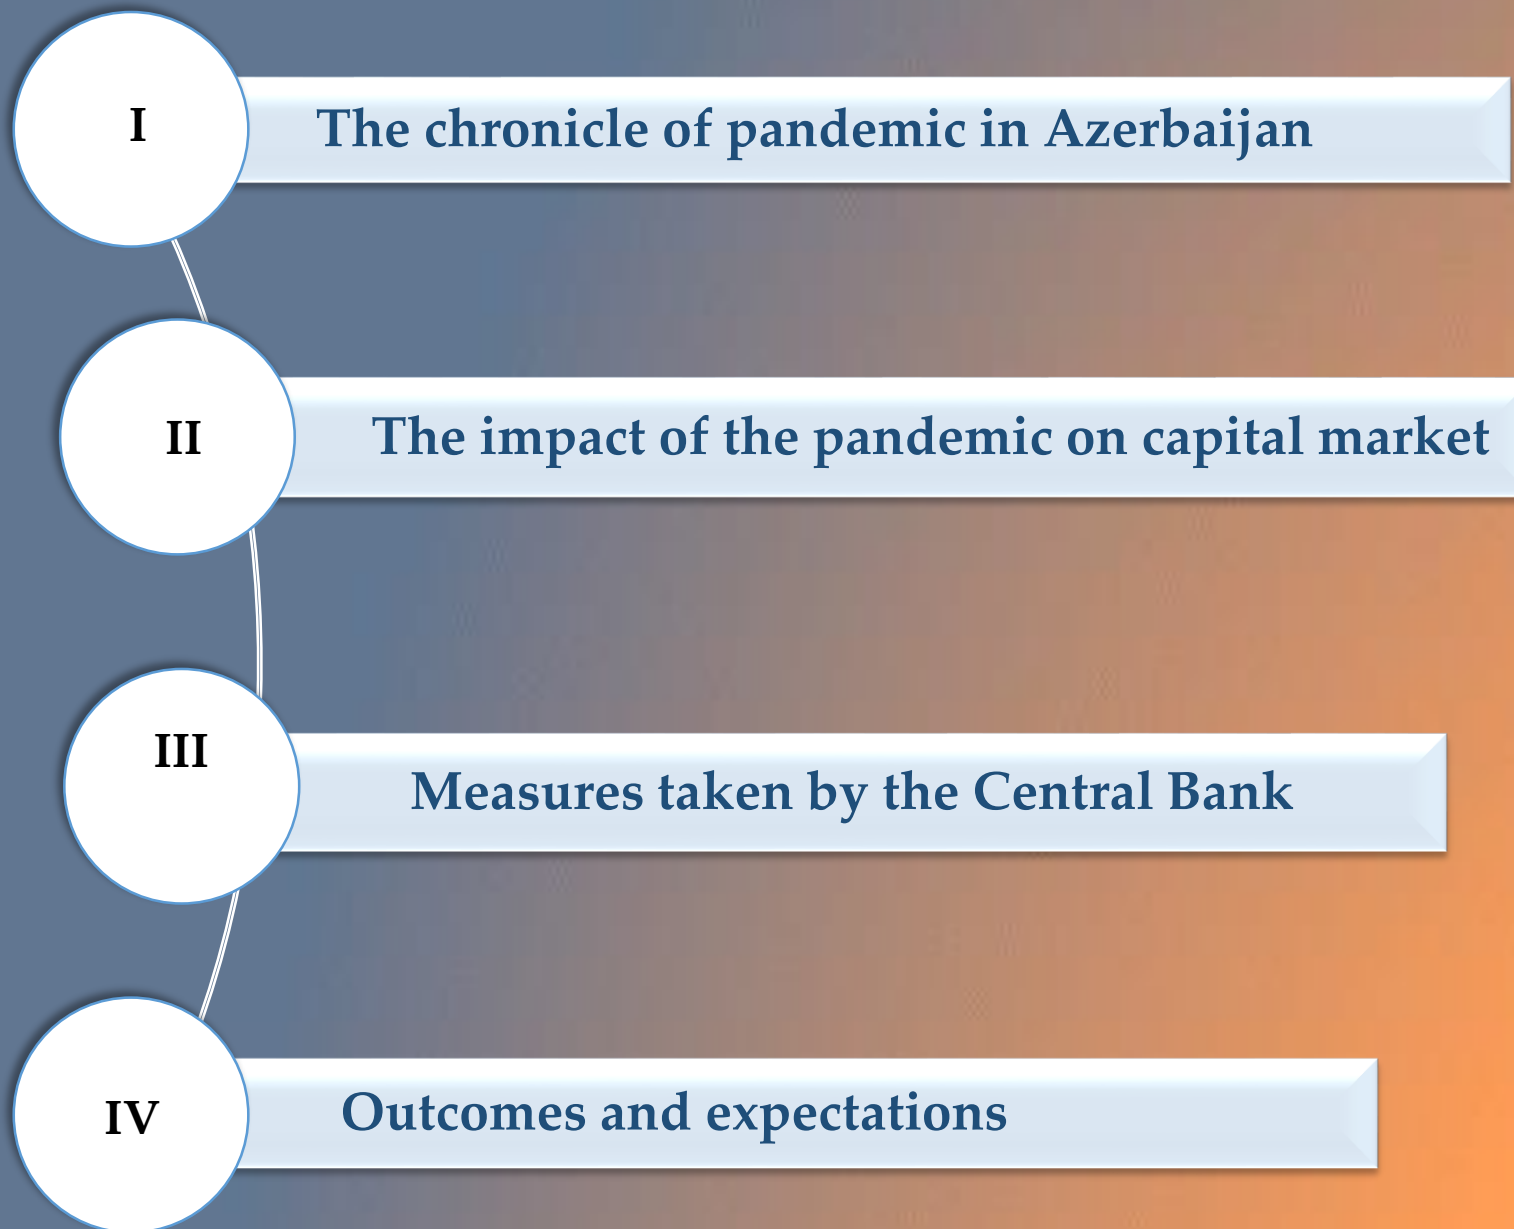 I
The chronicle of pandemic in Azerbaijan
II
The impact of the pandemic on capital market
III
Measures taken by the Central Bank
IV
Outcomes and expectations